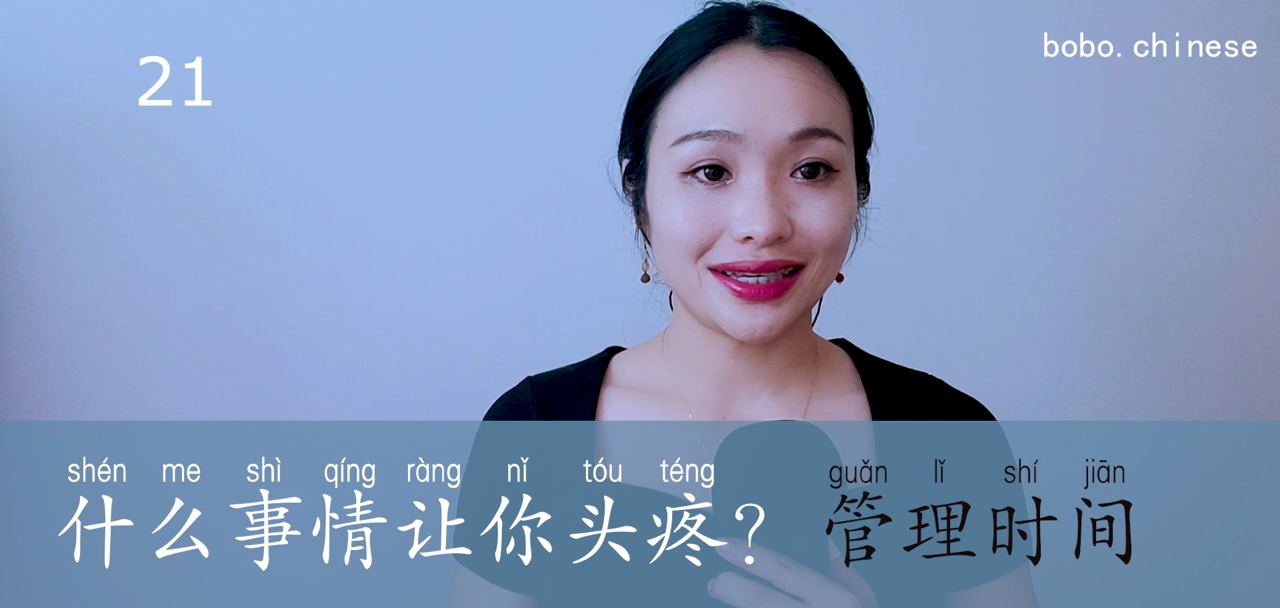 21
bobo.chinese
shén me shì qíng ràng nǐ tóu téng guǎn lǐ shí jiān
什么事情让你头疼？ 管理时间